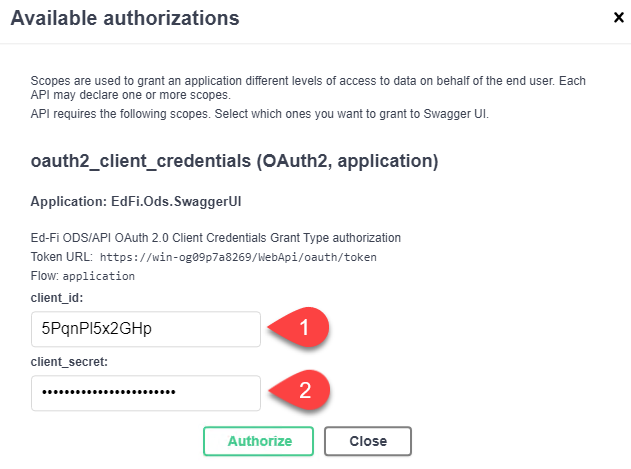 Available authorizations
Scopes are used to grant an application different levels of access to data on behalf of the end user. Each
API may declare one or more scopes.
API requires the following scopes. Select which ones you want to grant to Swagger UI.
oauth2_client_credentials (OAuth2, application)
Application: EdFi.Ods.SwaggerUI
Ed-Fi ODS/API OAuth 2.0 Client Credentials Grant Type authorization
Token URL: https://win-og09p7a8269/WebApi/oauth/token
Flow: application
client_id:
5PqnPl5x2GHp
1
client_secret:
2
Authorize Close